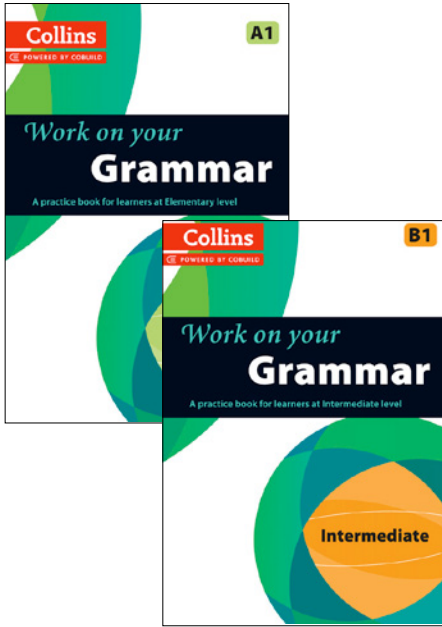 Collins
POWERED BY COBUILD
A1
Work on your
Grammar
A practice book for learners at Elementary level
Collins
POWERED BY COBUILD
B1
Work on your
Grammar
A practice book for learners at Intermediate level
Intermediate